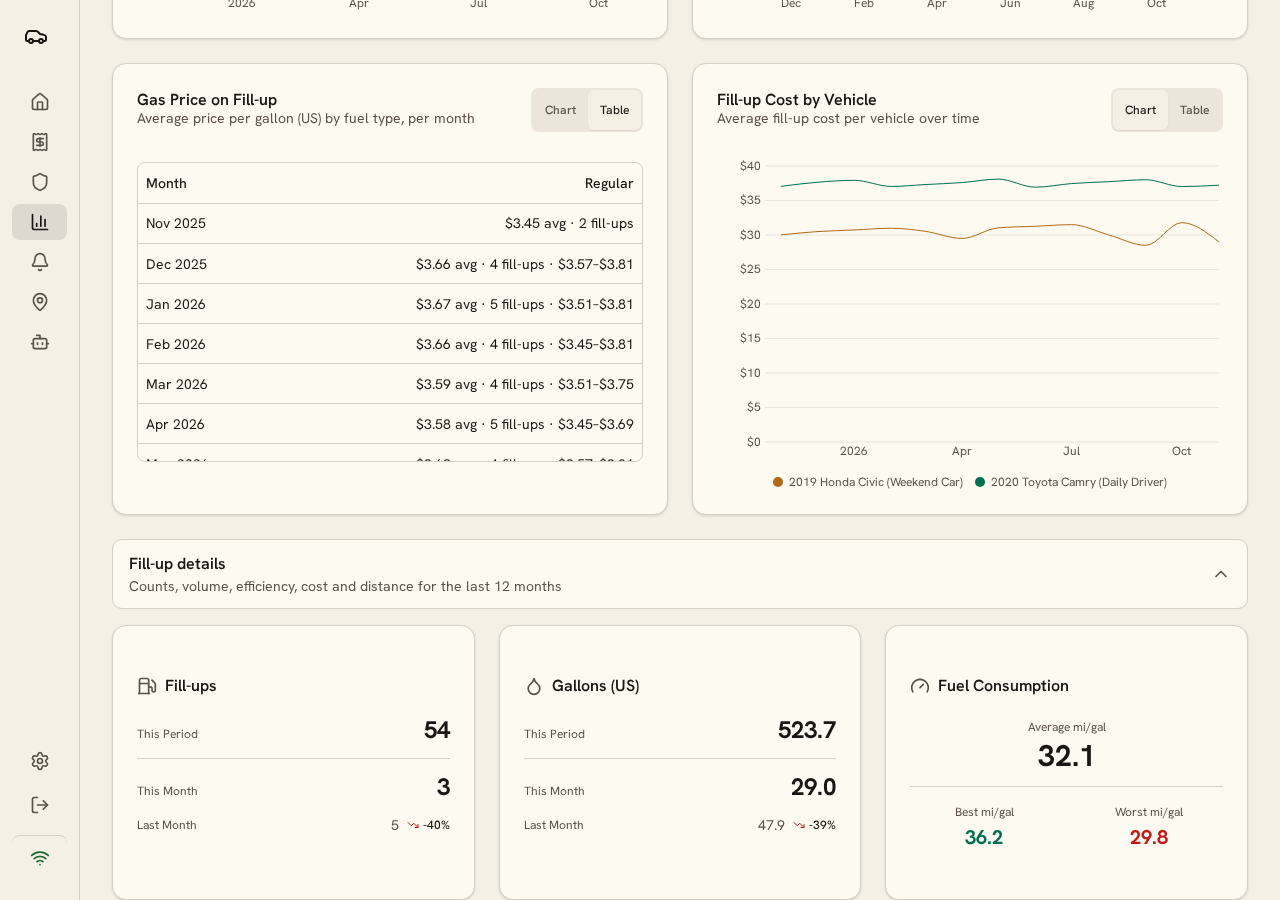 2026 Apr Jul Oct
Dec Feb Apr Jun Aug Oct
Gas Price on Fill-up
Average price per gallon (US) by fuel type, per month
Chart Table
Month Regular
Nov 2025 $3.45 avg · 2 fill-ups
Dec 2025 $3.66 avg · 4 fill-ups · $3.57–$3.81
Jan 2026 $3.67 avg · 5 fill-ups · $3.51–$3.81
Feb 2026 $3.66 avg · 4 fill-ups · $3.45–$3.81
Mar 2026 $3.59 avg · 4 fill-ups · $3.51–$3.75
Apr 2026 $3.58 avg · 5 fill-ups · $3.45–$3.69
Fill-up Cost by Vehicle
Average fill-up cost per vehicle over time
Chart Table
$40
$35
$30
$25
$20
$15
$10
$5
$0
2026 Apr Jul Oct
2019 Honda Civic (Weekend Car) 2020 Toyota Camry (Daily Driver)
Fill-up details
Counts, volume, efficiency, cost and distance for the last 12 months
Fill-ups
This Period 54
This Month 3
Last Month 5 -40%
Gallons (US)
This Period 523.7
This Month 29.0
Last Month 47.9 -39%
Fuel Consumption
Average mi/gal
32.1
Best mi/gal Worst mi/gal
36.2 29.8